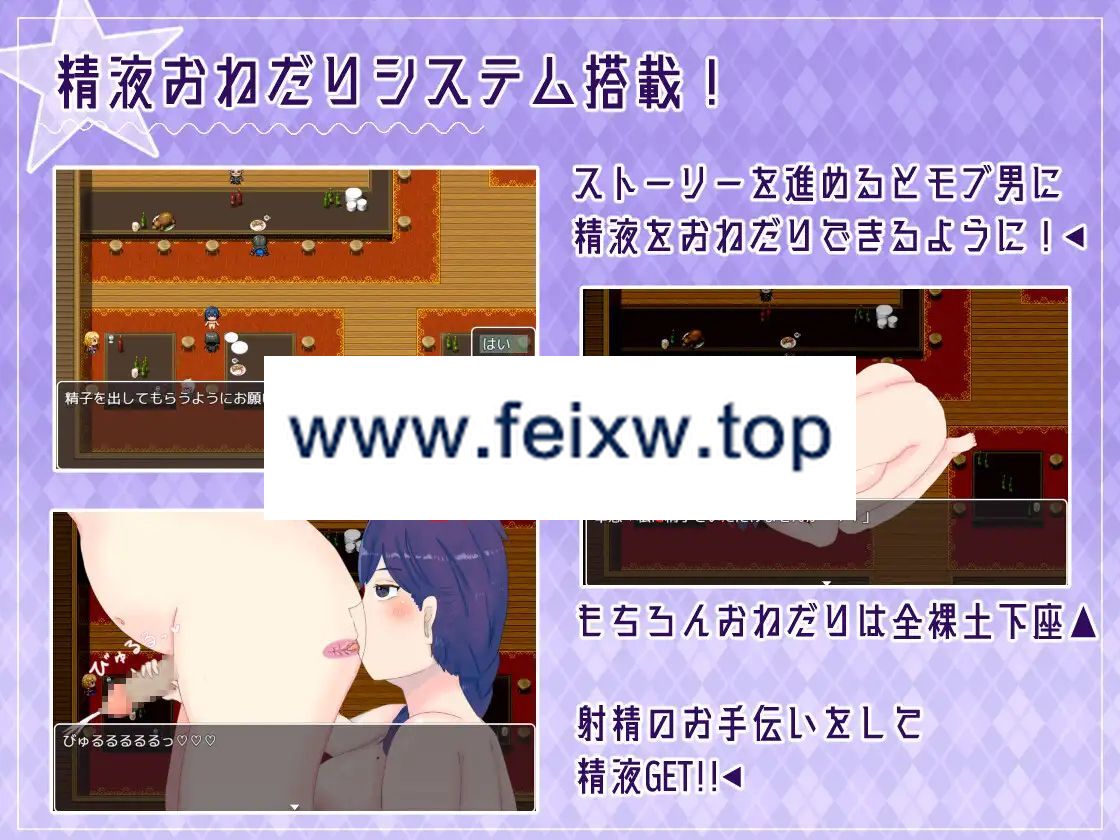 精液おねだりシステム搭載！
ストーリーを進めるとモブ男に
精液をおねだりできるように！◀
はい
精子を出してもらうようにお願
www.feixw.top
もちろんおねだりは全裸土下座▲
びゅるっ
びゅるるるるるっ♡♡♡
射精のお手伝いをして
精液GET!!◀